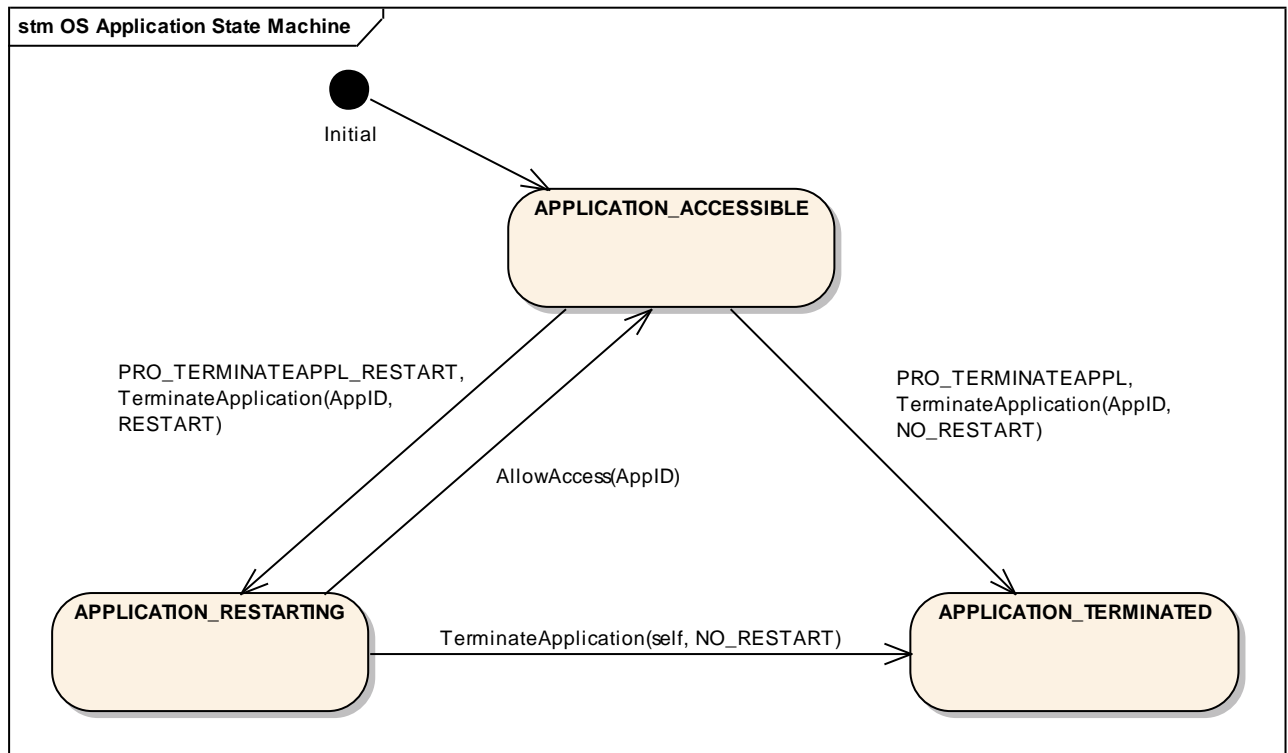 stm OS Application State Machine
Initial
APPLICATION_ACCESSIBLE
PRO_TERMINATEAPPL_RESTART,
TerminateApplication(AppID,
RESTART)
PRO_TERMINATEAPPL,
TerminateApplication(AppID,
NO_RESTART)
AllowAccess(AppID)
APPLICATION_RESTARTING
APPLICATION_TERMINATED
TerminateApplication(self, NO_RESTART)